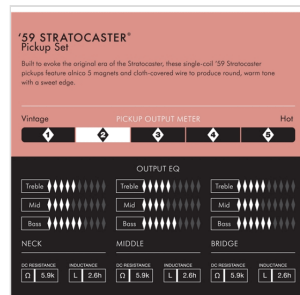 '59 STRATOCASTER®
Pickup Set
Built to evoke the original era of the Stratocaster, these single-coil '59 Stratocaster
pickups feature alnico 5 magnets and cloth-covered wire to produce round, warm tone
with a sweet edge.
Vintage PICKUP OUTPUT METER Hot
1 2 3 4 5
OUTPUT EQ
Treble Treble Treble
Mid Mid Mid
Bass Bass Bass
NECK MIDDLE BRIDGE
DC RESISTANCE INDUCTANCE DC RESISTANCE INDUCTANCE DC RESISTANCE INDUCTANCE
Ω 5.9k L 2.6h Ω 5.9k L 2.6h Ω 5.9k L 2.6h